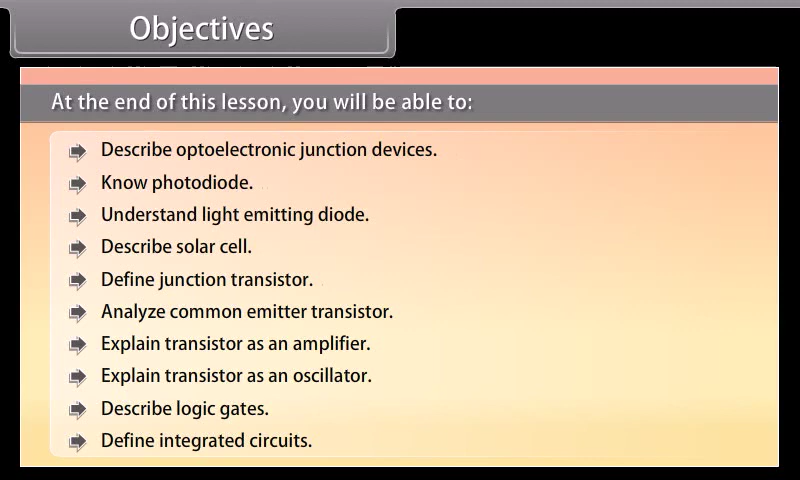 Objectives
At the end of this lesson, you will be able to:
Describe optoelectronic junction devices.
Know photodiode.
Understand light emitting diode.
Describe solar cell.
Define junction transistor.
Analyze common emitter transistor.
Explain transistor as an amplifier.
Explain transistor as an oscillator.
Describe logic gates.
Define integrated circuits.